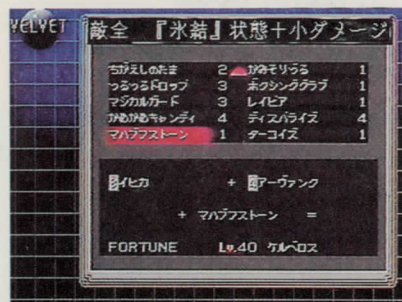 VELVET
敵全 『氷結』状態+小ダメージ
ちがえしのたま 2 かみそりづる 1
つるつるドロップ 3 ボクシンググラブ 1
マジカルガード 3 レイピア 1
かめかめキャンディ 4 ディスパライズ 4
マハブフストーン 1 ターコイズ 1
イヒカ + アーヴァンク
+ マハブフストーン =
FORTUNE Lv.40 ケルベロス